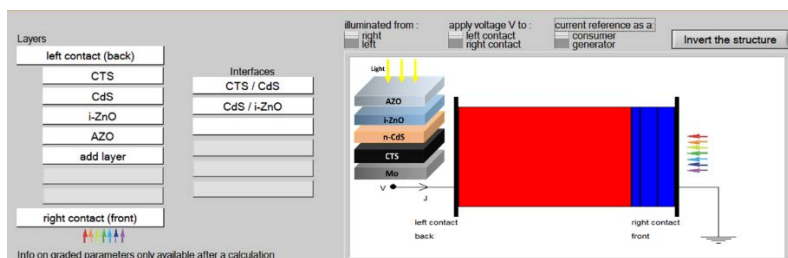 illuminated from :
right
left
apply voltage V to :
left contact
right contact
current reference as a:
consumer
generator
Invert the structure
Layers
left contact (back)
CTS
CdS
i-ZnO
AZO
add layer
right contact (front)
Interfaces
CTS / CdS
CdS / i-ZnO
Light
AZO
i-ZnO
n-CdS
CTS
Mo
V
J
left contact
back
right contact
front
Info on graded parameters only available after a calculation